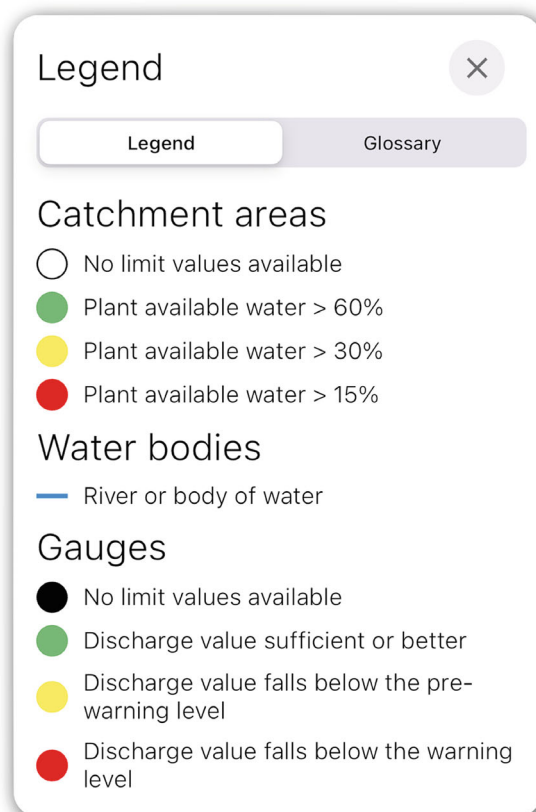 Legend
Legend
Glossary
Catchment areas
No limit values available
Plant available water > 60%
Plant available water > 30%
Plant available water > 15%
Water bodies
River or body of water
Gauges
No limit values available
Discharge value sufficient or better
Discharge value falls below the pre-
warning level
Discharge value falls below the warning
level